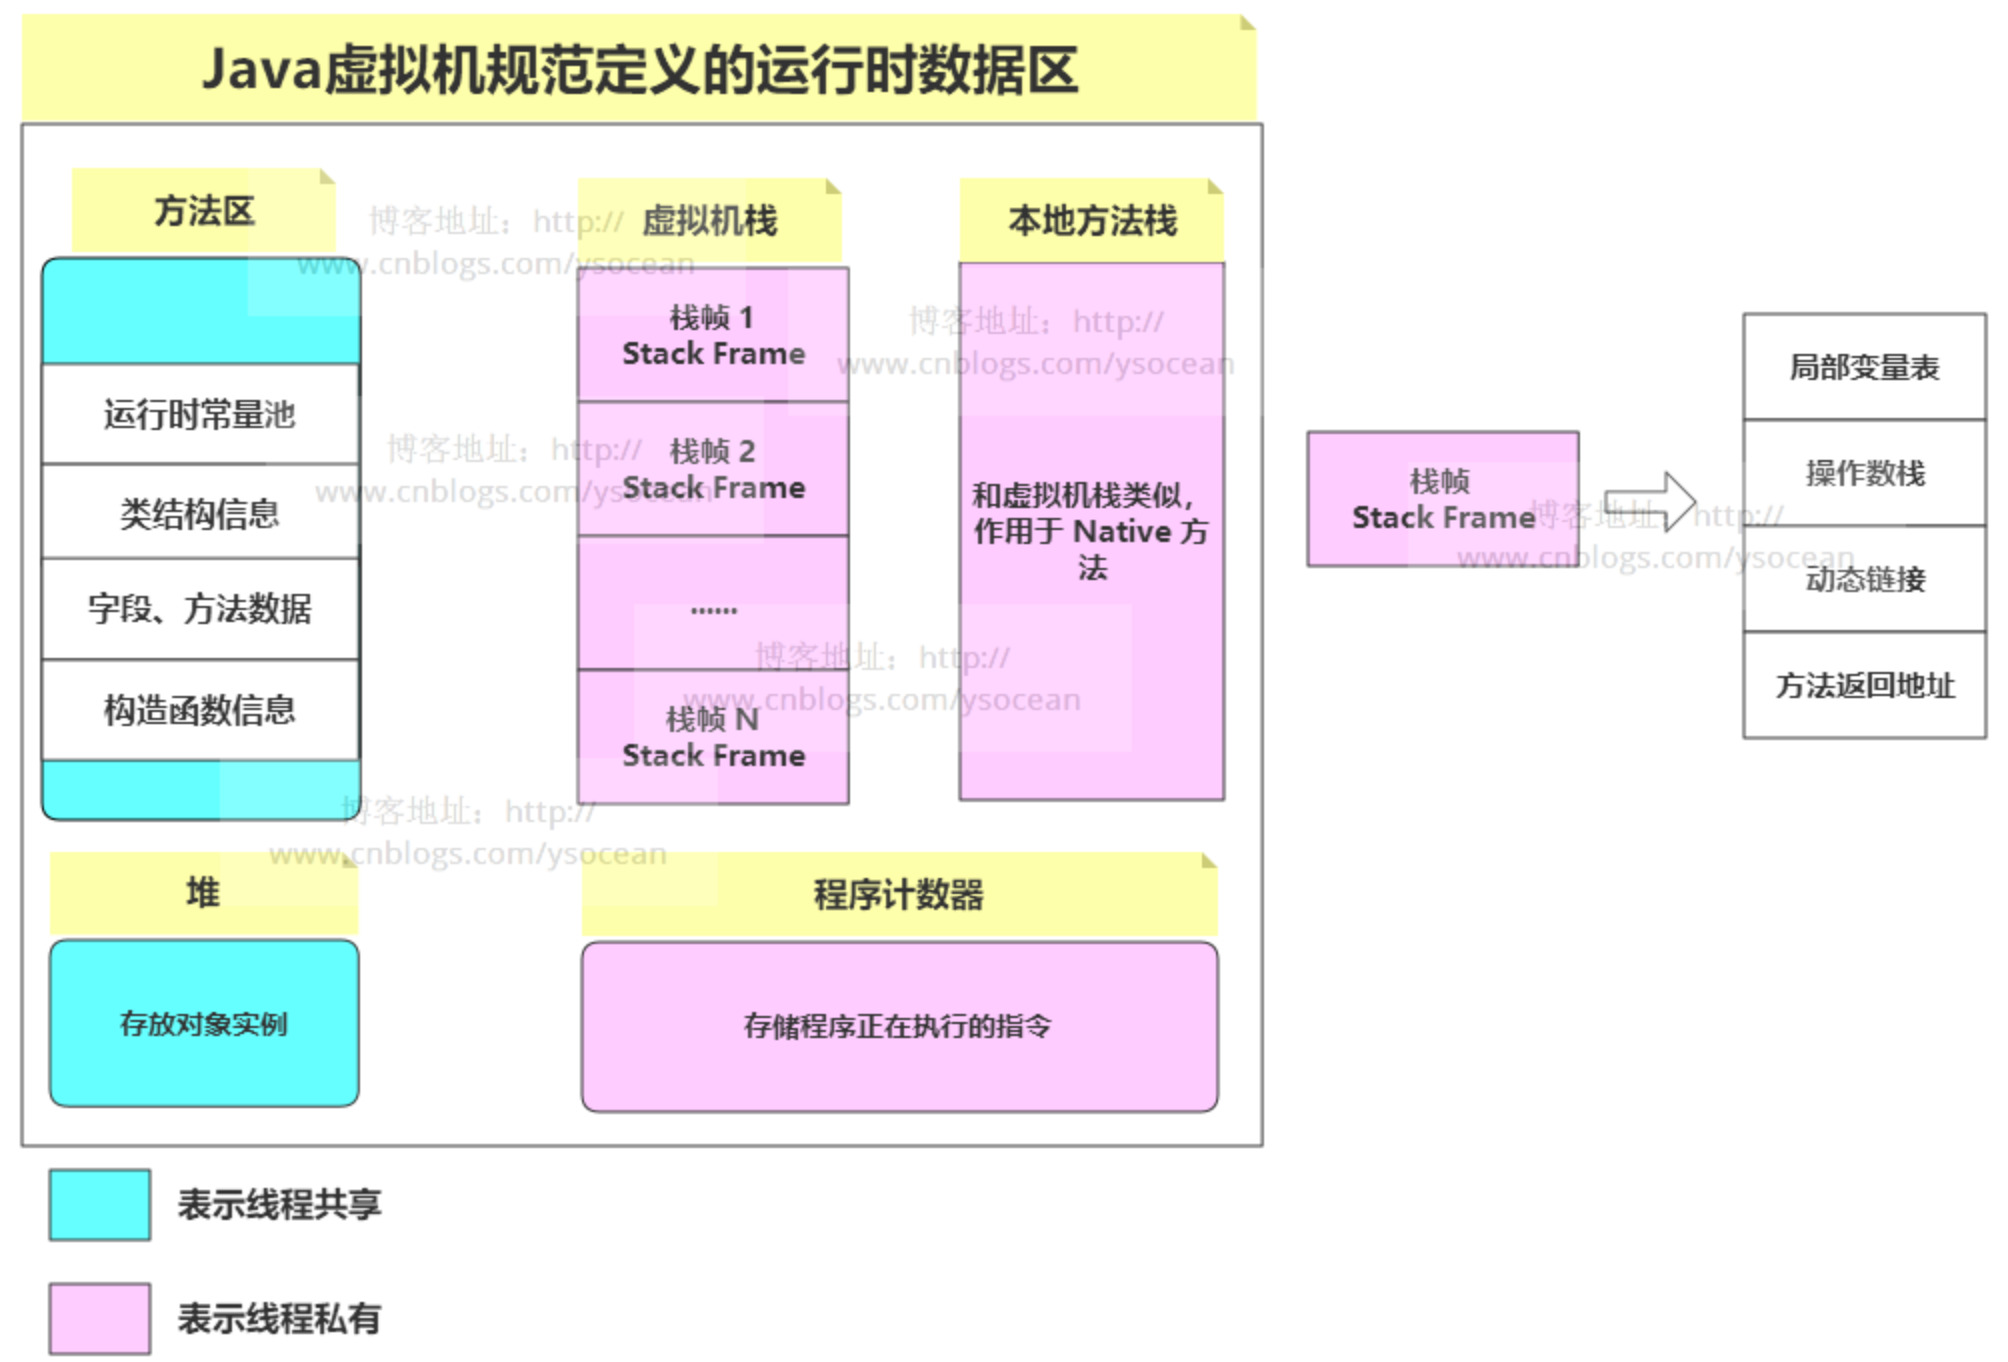 Java虚拟机规范定义的运行时数据区
方法区
运行时常量池
类结构信息
字段、方法数据
构造函数信息
虚拟机栈
栈帧 1
Stack Frame
栈帧 2
Stack Frame
······
栈帧 N
Stack Frame
本地方法栈
和虚拟机栈类似，
作用于 Native 方
法
栈帧
Stack Frame
局部变量表
操作数栈
动态链接
方法返回地址
堆
存放对象实例
程序计数器
存储程序正在执行的指令
表示线程共享
表示线程私有
博客地址：http://
www.cnblogs.com/ysocean
博客地址：http://
www.cnblogs.com/ysocean
博客地址：http://
www.cnblogs.com/ysocean
博客地址：http://
www.cnblogs.com/ysocean
博客地址：http://
www.cnblogs.com/ysocean
博客地址：http://
www.cnblogs.com/ysocean